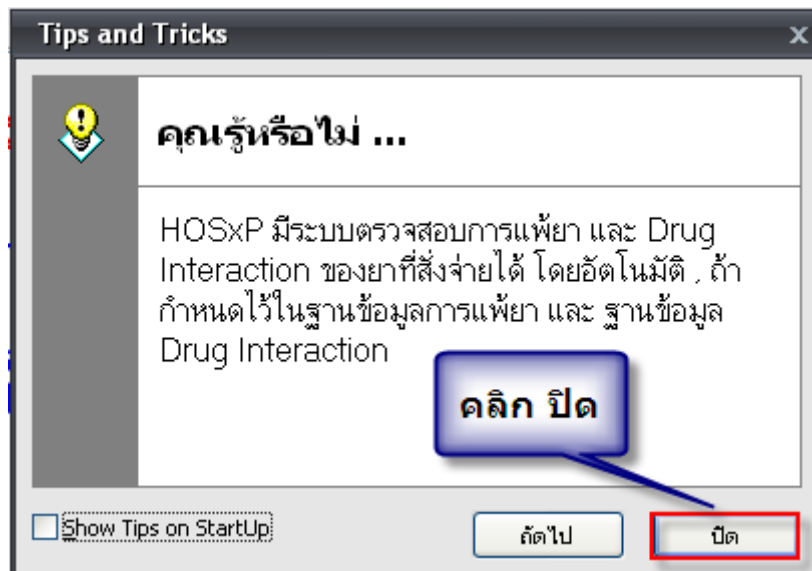 Tips and Tricks
x
คุณรู้หรือไม่ ...
HOSxP มีระบบตรวจสอบการแพ้ยา และ Drug
Interaction ของยาที่สั่งจ่ายได้ โดยอัตโนมัติ , ถ้า
กำหนดไว้ในฐานข้อมูลการแพ้ยา และ ฐานข้อมูล
Drug Interaction
คลิก ปิด
Show Tips on StartUp
ถัดไป
ปิด